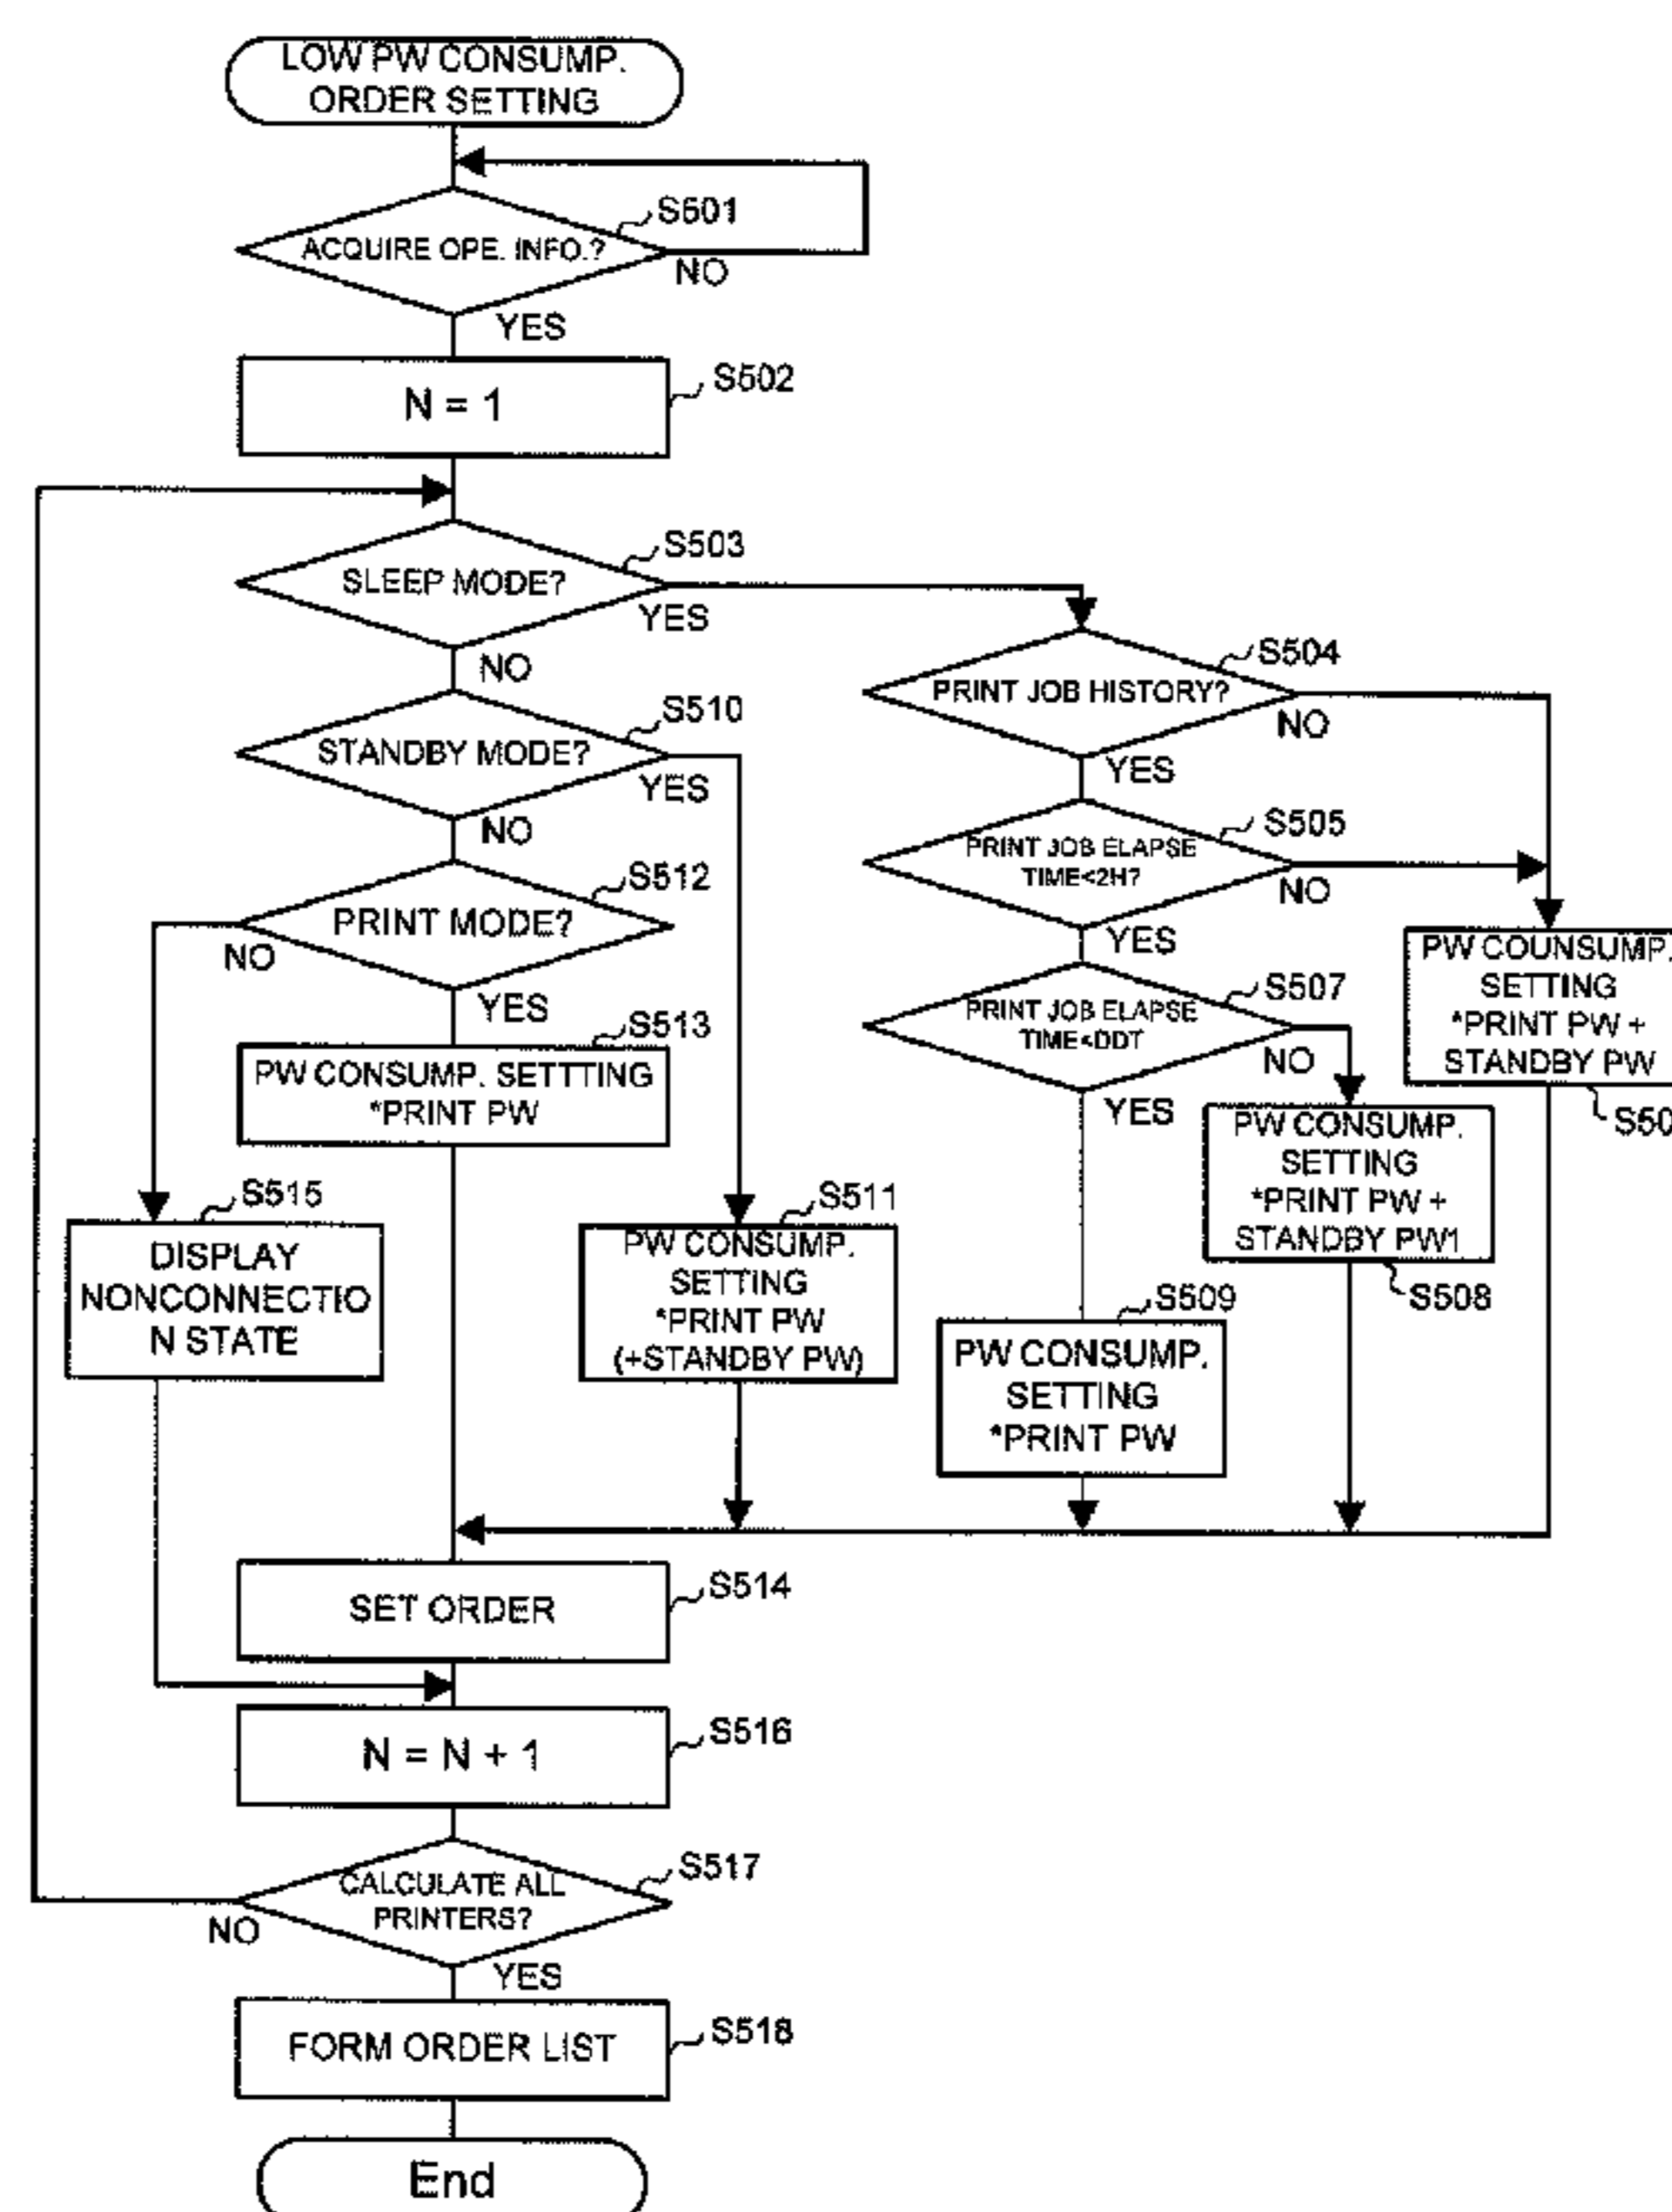 LOW PW CONSUMP.
ORDER SETTING
S501
ACQUIRE OPE. INFO.?
NO
YES
S502
N = 1
S503
SLEEP MODE?
YES
NO
S504
PRINT JOB HISTORY?
NO
YES
S510
STANDBY MODE?
YES
NO
S505
PRINT JOB ELAPSE
TIME<2H?
NO
YES
S512
PRINT MODE?
NO
YES
PW COUNSUMP.
SETTING
*PRINT PW +
STANDBY PW
S50
S507
PRINT JOB ELAPSE
TIME<DDT
NO
YES
S513
PW CONSUMP. SETTTING
*PRINT PW
PW CONSUMP.
SETTING
*PRINT PW +
STANDBY PW1
S508
S515
DISPLAY
NONCONNECTIO
N STATE
S511
PW CONSUMP.
SETTING
*PRINT PW
(+STANDBY PW)
S509
PW CONSUMP.
SETTING
*PRINT PW
S514
SET ORDER
S516
N = N + 1
S517
CALCULATE ALL
PRINTERS?
NO
YES
S518
FORM ORDER LIST
End